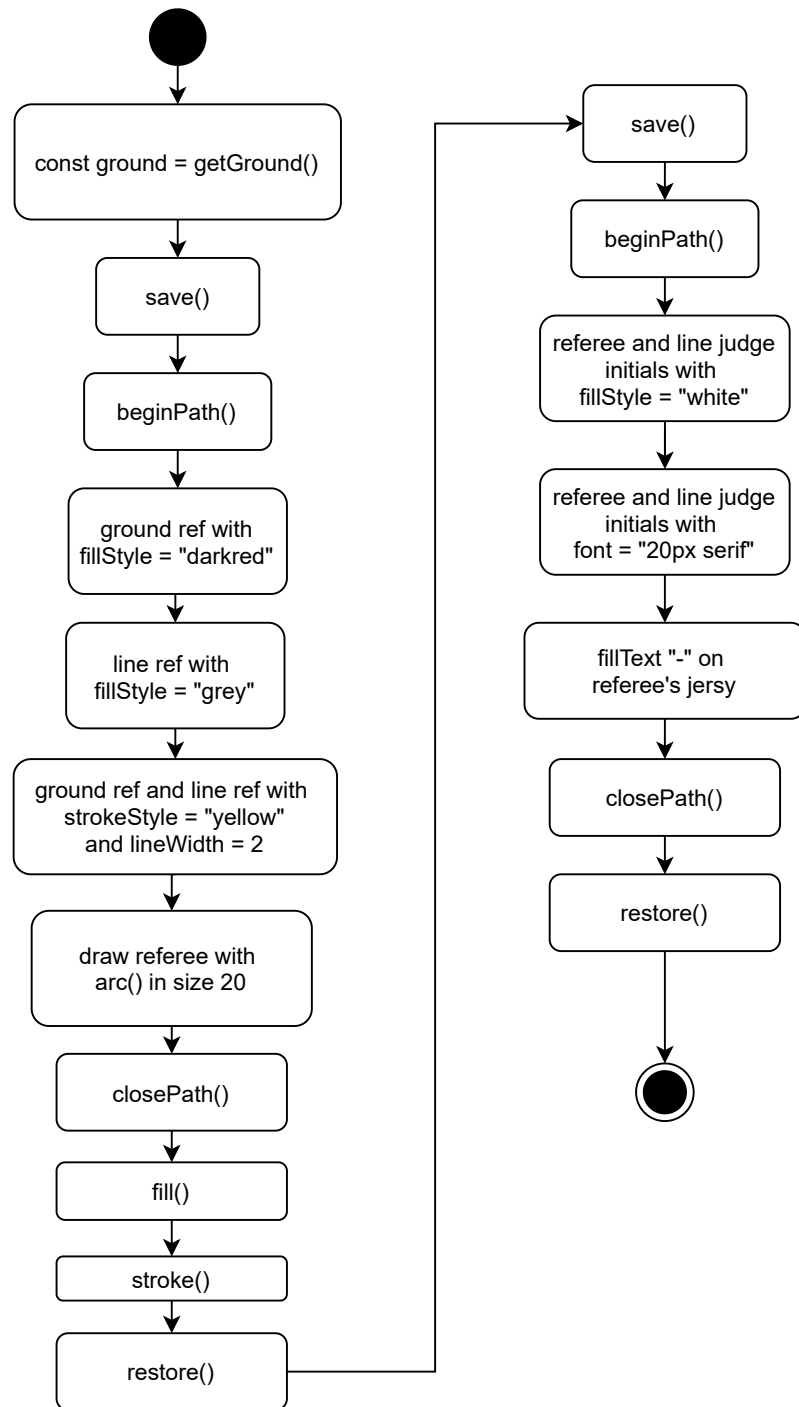 const ground = getGround()
save()
beginPath()
ground ref with
fillStyle = "darkred"
line ref with
fillStyle = "grey"
ground ref and line ref with
strokeStyle = "yellow"
and lineWidth = 2
draw referee with
arc() in size 20
closePath()
fill()
stroke()
restore()
save()
beginPath()
referee and line judge
initials with
fillStyle = "white"
referee and line judge
initials with
font = "20px serif"
fillText "-" on
referee's jersy
closePath()
restore()